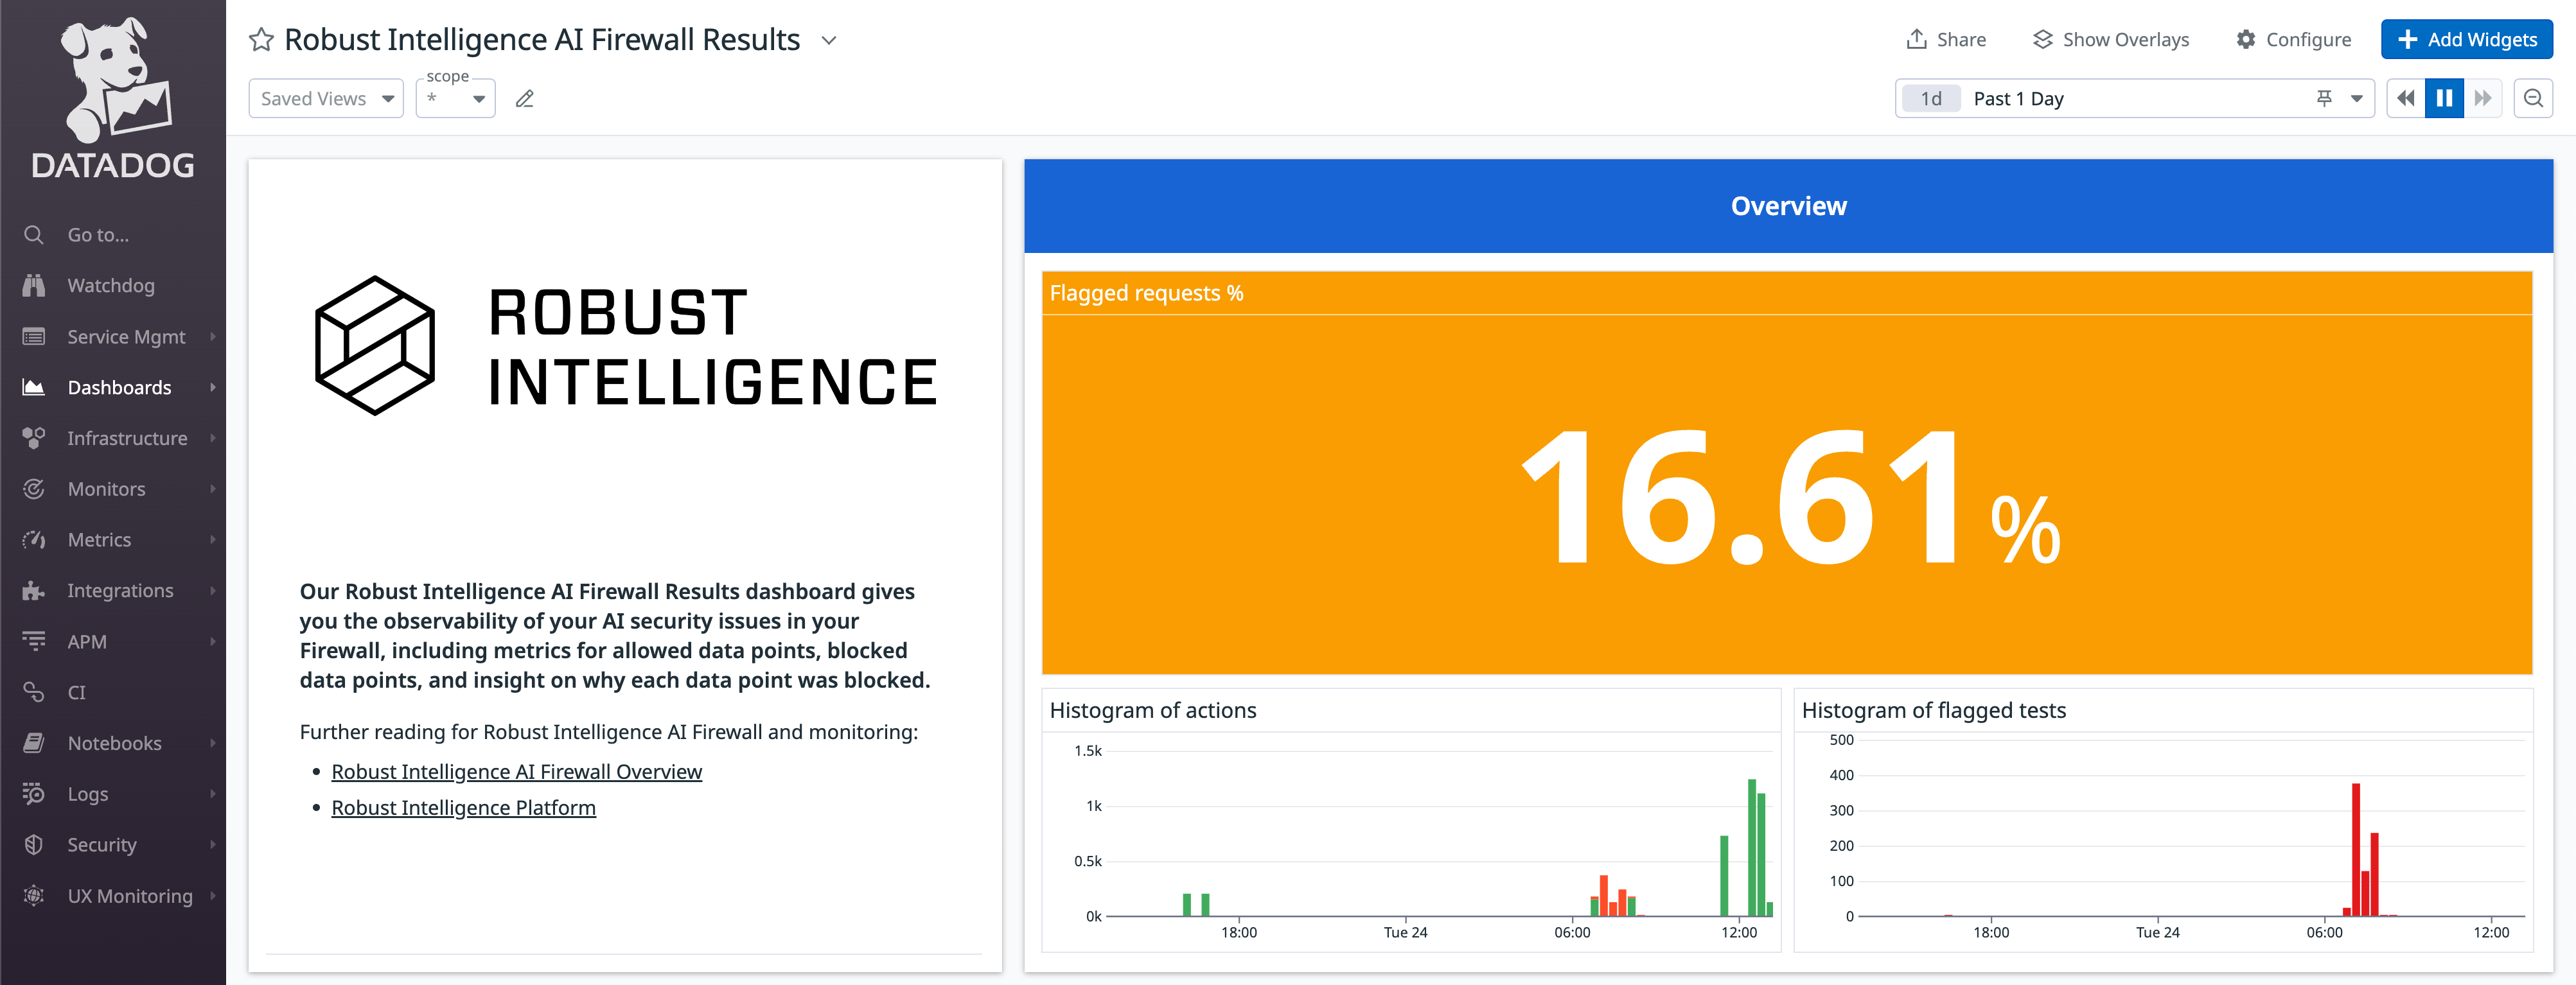 DATADOG
Go to...
Watchdog
Service Mgmt
Dashboards
Infrastructure
Monitors
Metrics
Integrations
APM
CI
Notebooks
Logs
Security
UX Monitoring
Robust Intelligence AI Firewall Results
Share
Show Overlays
Configure
Add Widgets
Saved Views
scope
*
1d
Past 1 Day
ROBUST
INTELLIGENCE
Our Robust Intelligence AI Firewall Results dashboard gives
you the observability of your AI security issues in your
Firewall, including metrics for allowed data points, blocked
data points, and insight on why each data point was blocked.
Further reading for Robust Intelligence AI Firewall and monitoring:
• Robust Intelligence AI Firewall Overview
• Robust Intelligence Platform
Overview
Flagged requests %
16.61 %
Histogram of actions
1.5k
1k
0.5k
0k
18:00 Tue 24 06:00 12:00
Histogram of flagged tests
500
400
300
200
100
0
18:00 Tue 24 06:00 12:00